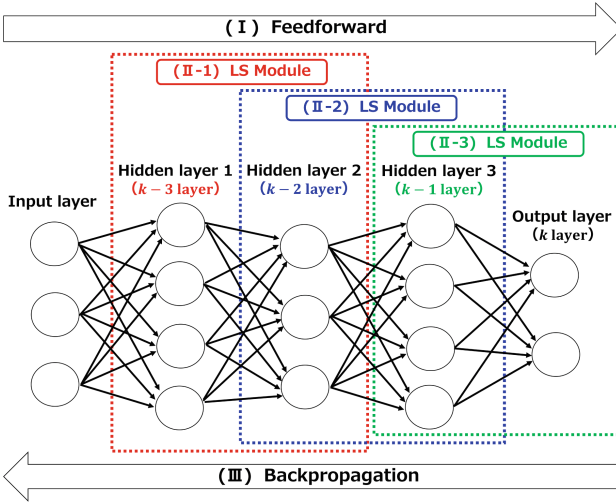 (Ⅰ) Feedforward
(Ⅱ-1) LS Module
(Ⅱ-2) LS Module
(Ⅱ-3) LS Module
Input layer
Hidden layer 1
(k − 3 layer)
Hidden layer 2
(k − 2 layer)
Hidden layer 3
(k − 1 layer)
Output layer
(k layer)
(Ⅲ) Backpropagation